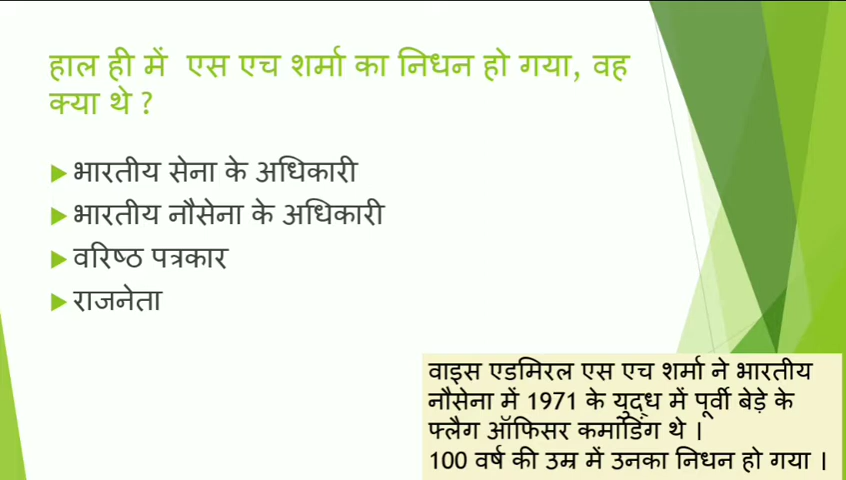 हाल ही में एस एच शर्मा का निधन हो गया, वह
क्या थे ?
भारतीय सेना के अधिकारी
भारतीय नौसेना के अधिकारी
वरिष्ठ पत्रकार
राजनेता
वाइस एडमिरल एस एच शर्मा ने भारतीय
नौसेना में 1971 के युद्ध में पूर्वी बेड़े के
फ्लैग ऑफिसर कमांडिंग थे |
100 वर्ष की उम्र में उनका निधन हो गया |